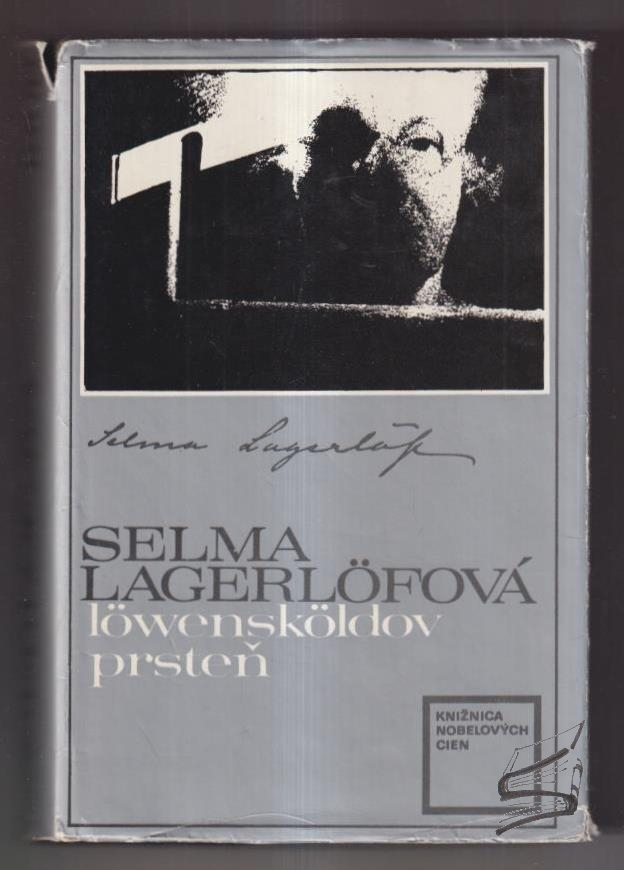 Selma Lagerlöf
SELMA
LAGERLÖFOVÁ
löwensköldov
prsteň
KNIŽNICA
NOBELOVÝCH
CIEN